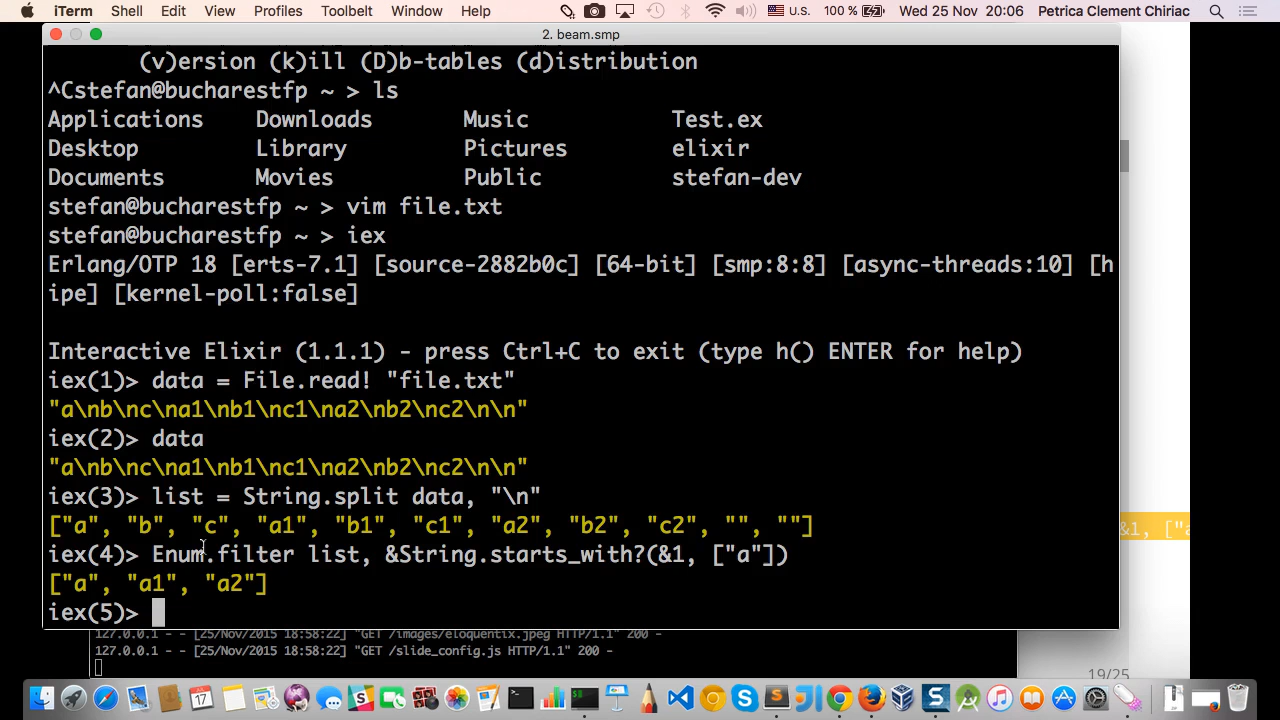 iTerm Shell Edit View Profiles Toolbelt Window Help U.S. 100 % Wed 25 Nov 20:06 Petrica Clement Chiriac
2. beam.smp
(v)ersion (k)ill (D)b-tables (d)istribution
^Cstefan@bucharestfp ~ > ls
Applications Downloads Music Test.ex
Desktop Library Pictures elixir
Documents Movies Public stefan-dev
stefan@bucharestfp ~ > vim file.txt
stefan@bucharestfp ~ > iex
Erlang/OTP 18 [erts-7.1] [source-2882b0c] [64-bit] [smp:8:8] [async-threads:10] [h
ipe] [kernel-poll:false]
Interactive Elixir (1.1.1) - press Ctrl+C to exit (type h() ENTER for help)
iex(1)> data = File.read! "file.txt"
"a\nb\nc\na1\nb1\nc1\na2\nb2\nc2\n\n"
iex(2)> data
"a\nb\nc\na1\nb1\nc1\na2\nb2\nc2\n\n"
iex(3)> list = String.split data, "\n"
["a", "b", "c", "a1", "b1", "c1", "a2", "b2", "c2", "", ""]
&1, ["a
iex(4)> Enum.filter list, &String.starts_with?(&1, ["a"])
["a", "a1", "a2"]
iex(5)>
127.0.0.1 - - [25/Nov/2015 18:58:22] "GET /images/eloquentix.jpeg HTTP/1.1" 200 -
127.0.0.1 - - [25/Nov/2015 18:58:22] "GET /slide_config.js HTTP/1.1" 200 -
19/25
17